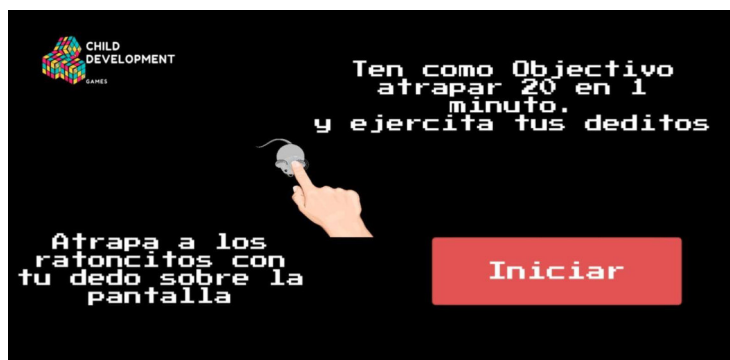 CHILD
DEVELOPMENT
GAMES
Ten como Objectivo
atrapar 20 en 1
minuto.
y ejercita tus deditos
Atrapa a los
ratoncitos con
tu dedo sobre la
pantalla
Iniciar